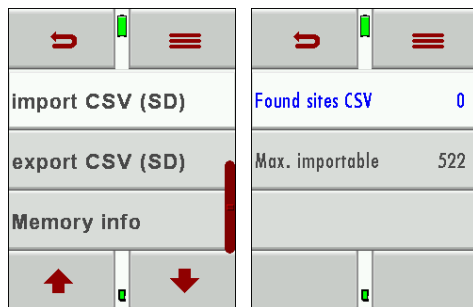 import CSV (SD)
export CSV (SD)
Memory info
Found sites CSV 0
Max. importable 522